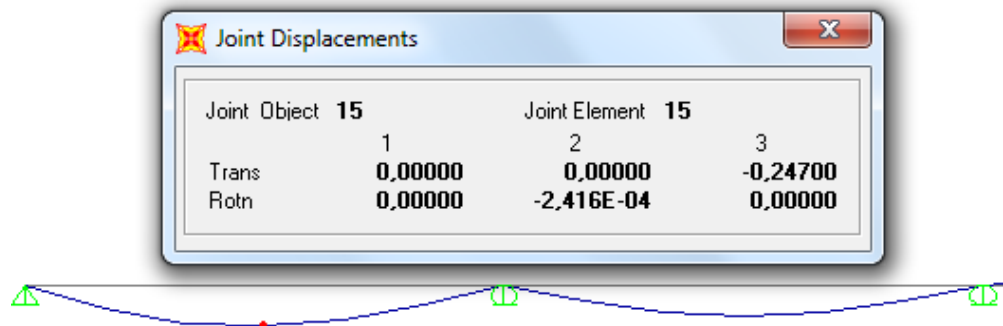 Joint Displacements
Joint Object 15 Joint Element 15
1 2 3
Trans 0,00000 0,00000 -0,24700
Rotn 0,00000 -2,416E-04 0,00000